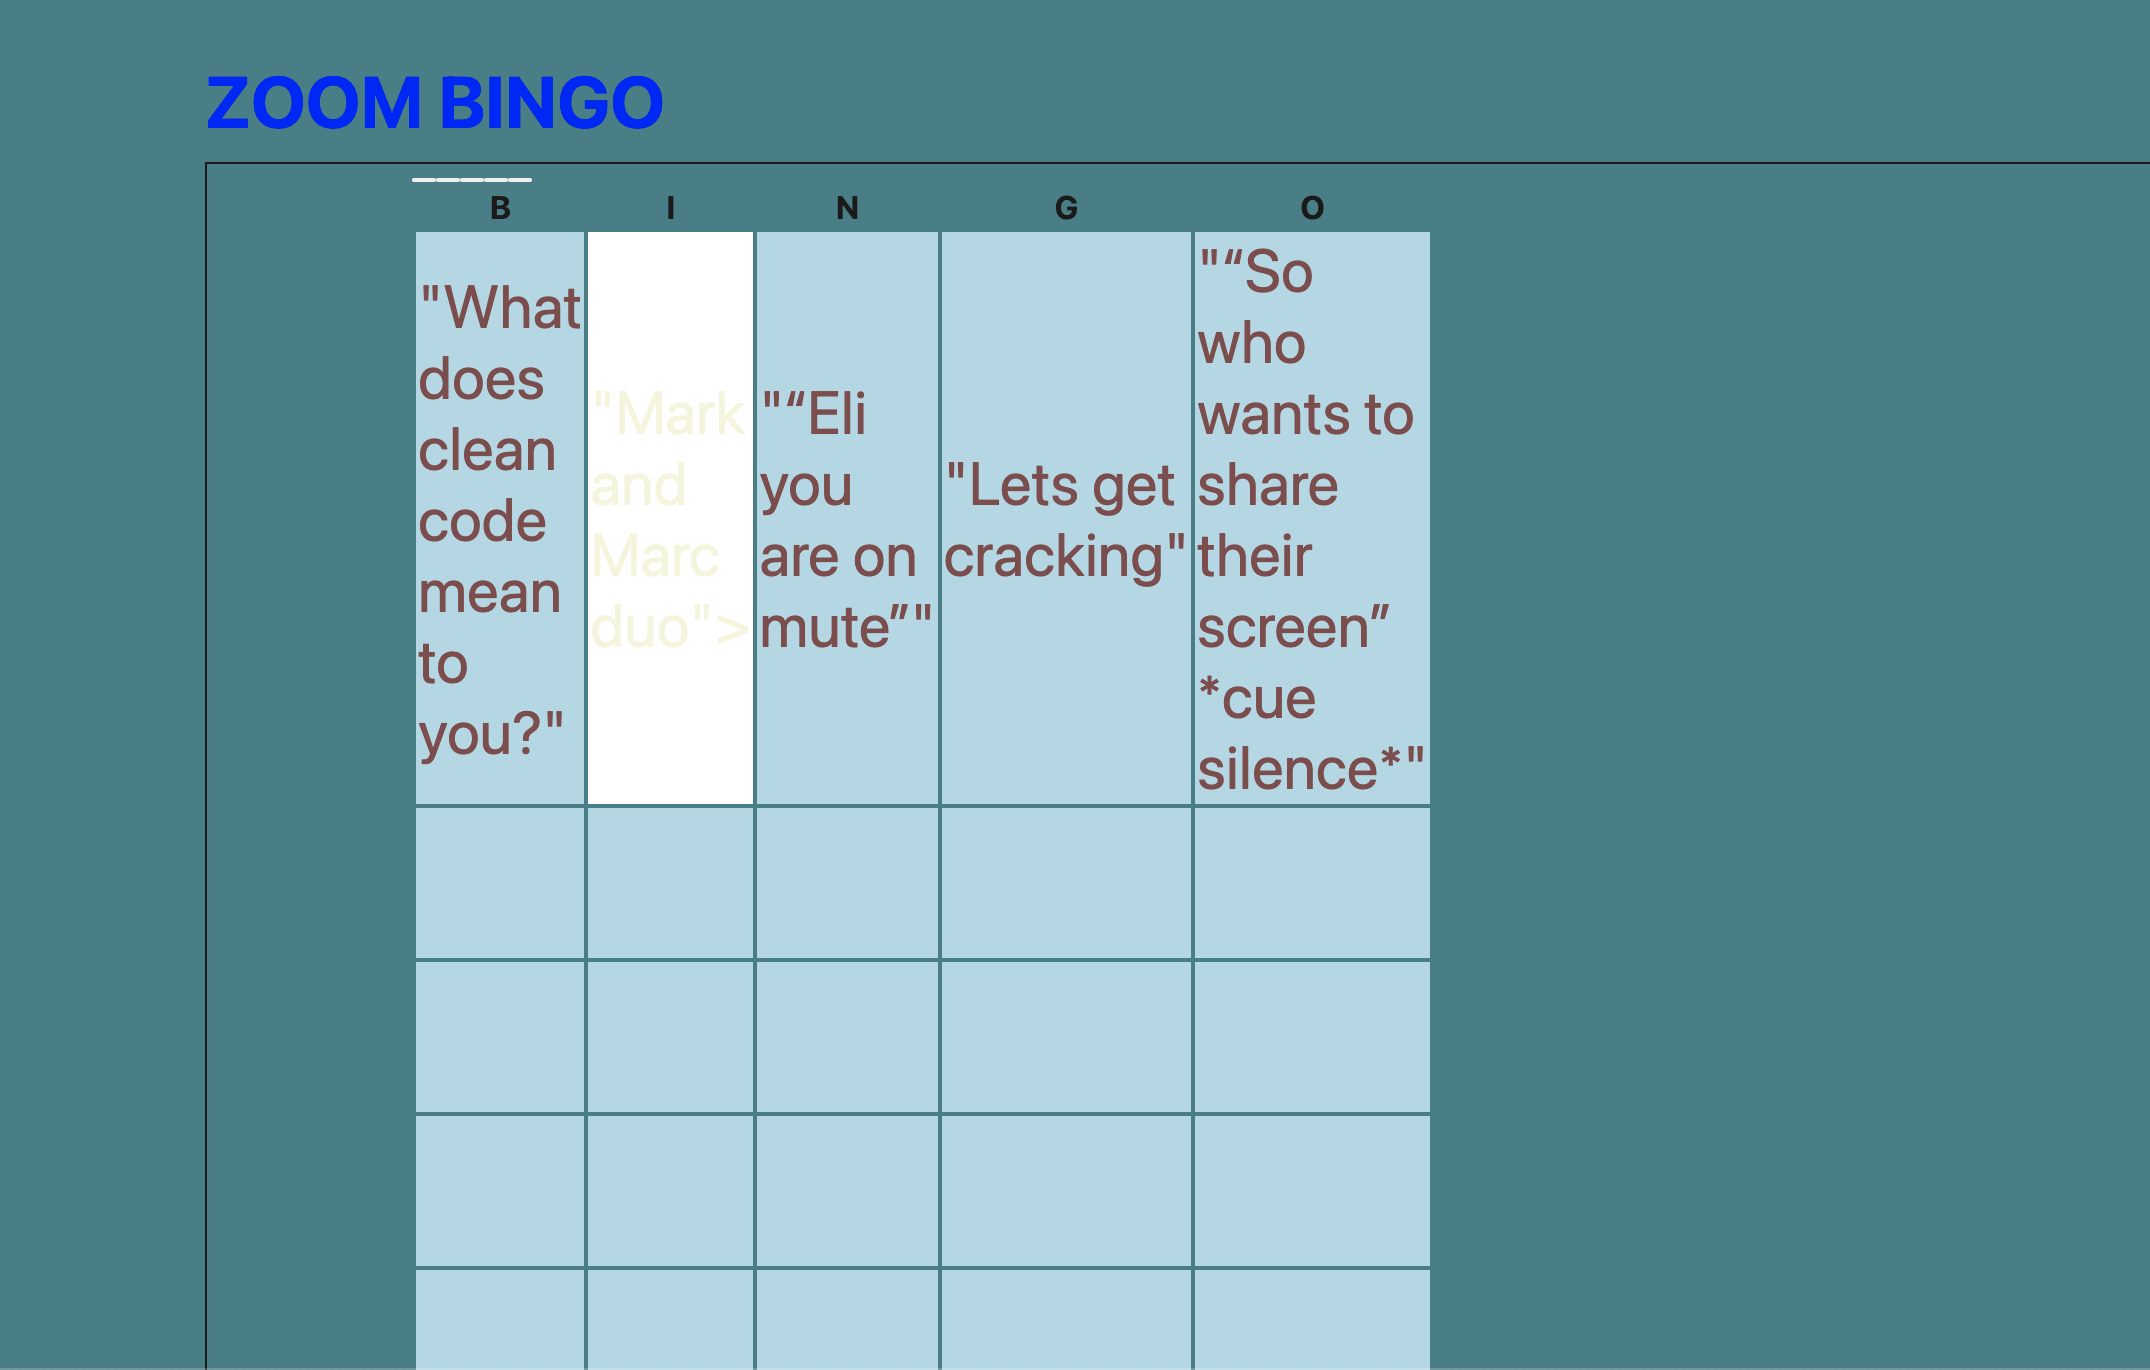 ZOOM BINGO
B I N G O
"What
does
clean
code
mean
to
you?"
"Mark
and
Marc
duo">
"“Eli
you
are on
mute”"
"Lets get
cracking"
"“So
who
wants to
share
their
screen”
*cue
silence*"